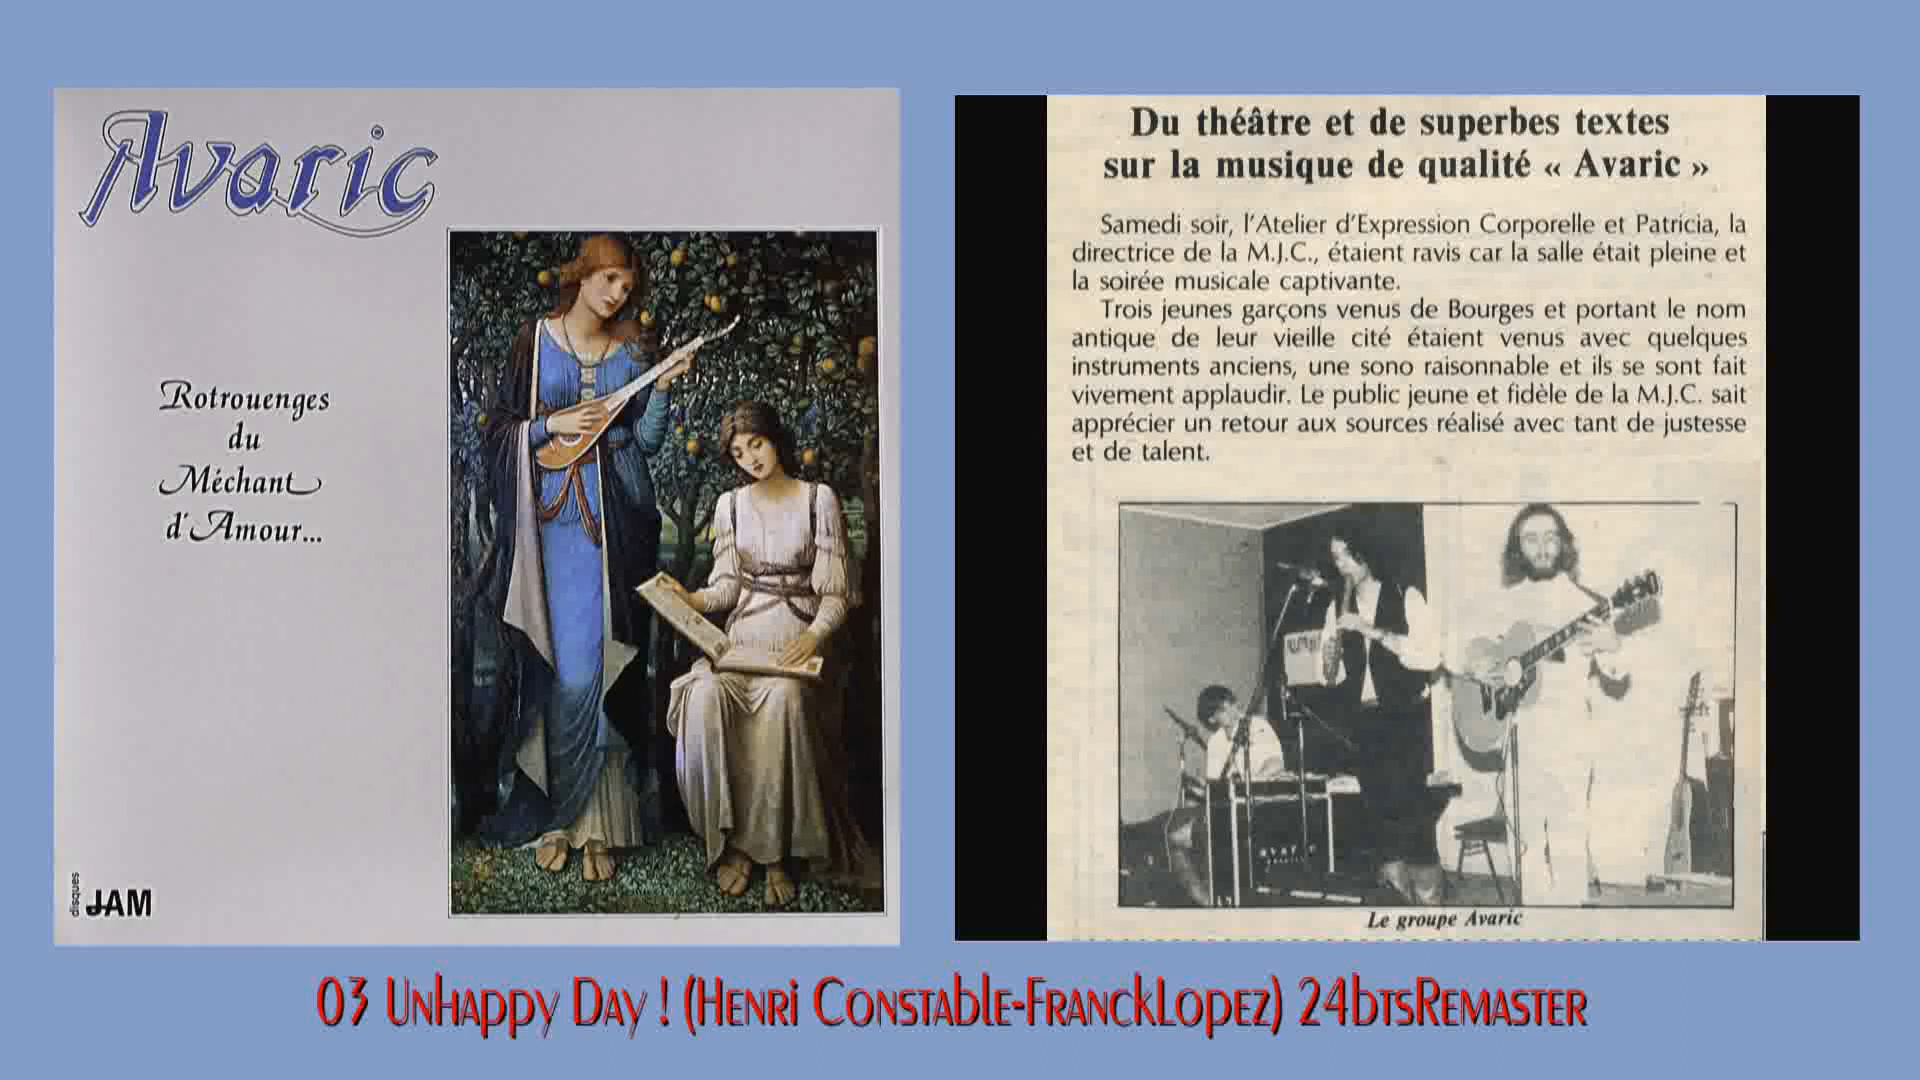 Avaric
Rotrouenges
du
Méchant
d'Amour...
disques JAM
Du théâtre et de superbes textes
sur la musique de qualité « Avaric »
Samedi soir, l'Atelier d'Expression Corporelle et Patricia, la
directrice de la M.J.C., étaient ravis car la salle était pleine et
la soirée musicale captivante.
Trois jeunes garçons venus de Bourges et portant le nom
antique de leur vieille cité étaient venus avec quelques
instruments anciens, une sono raisonnable et ils se sont fait
vivement applaudir. Le public jeune et fidèle de la M.J.C. sait
apprécier un retour aux sources réalisé avec tant de justesse
et de talent.
Le groupe Avaric
03 Unhappy Day ! (Henri Constable-FranckLopez) 24btsRemaster